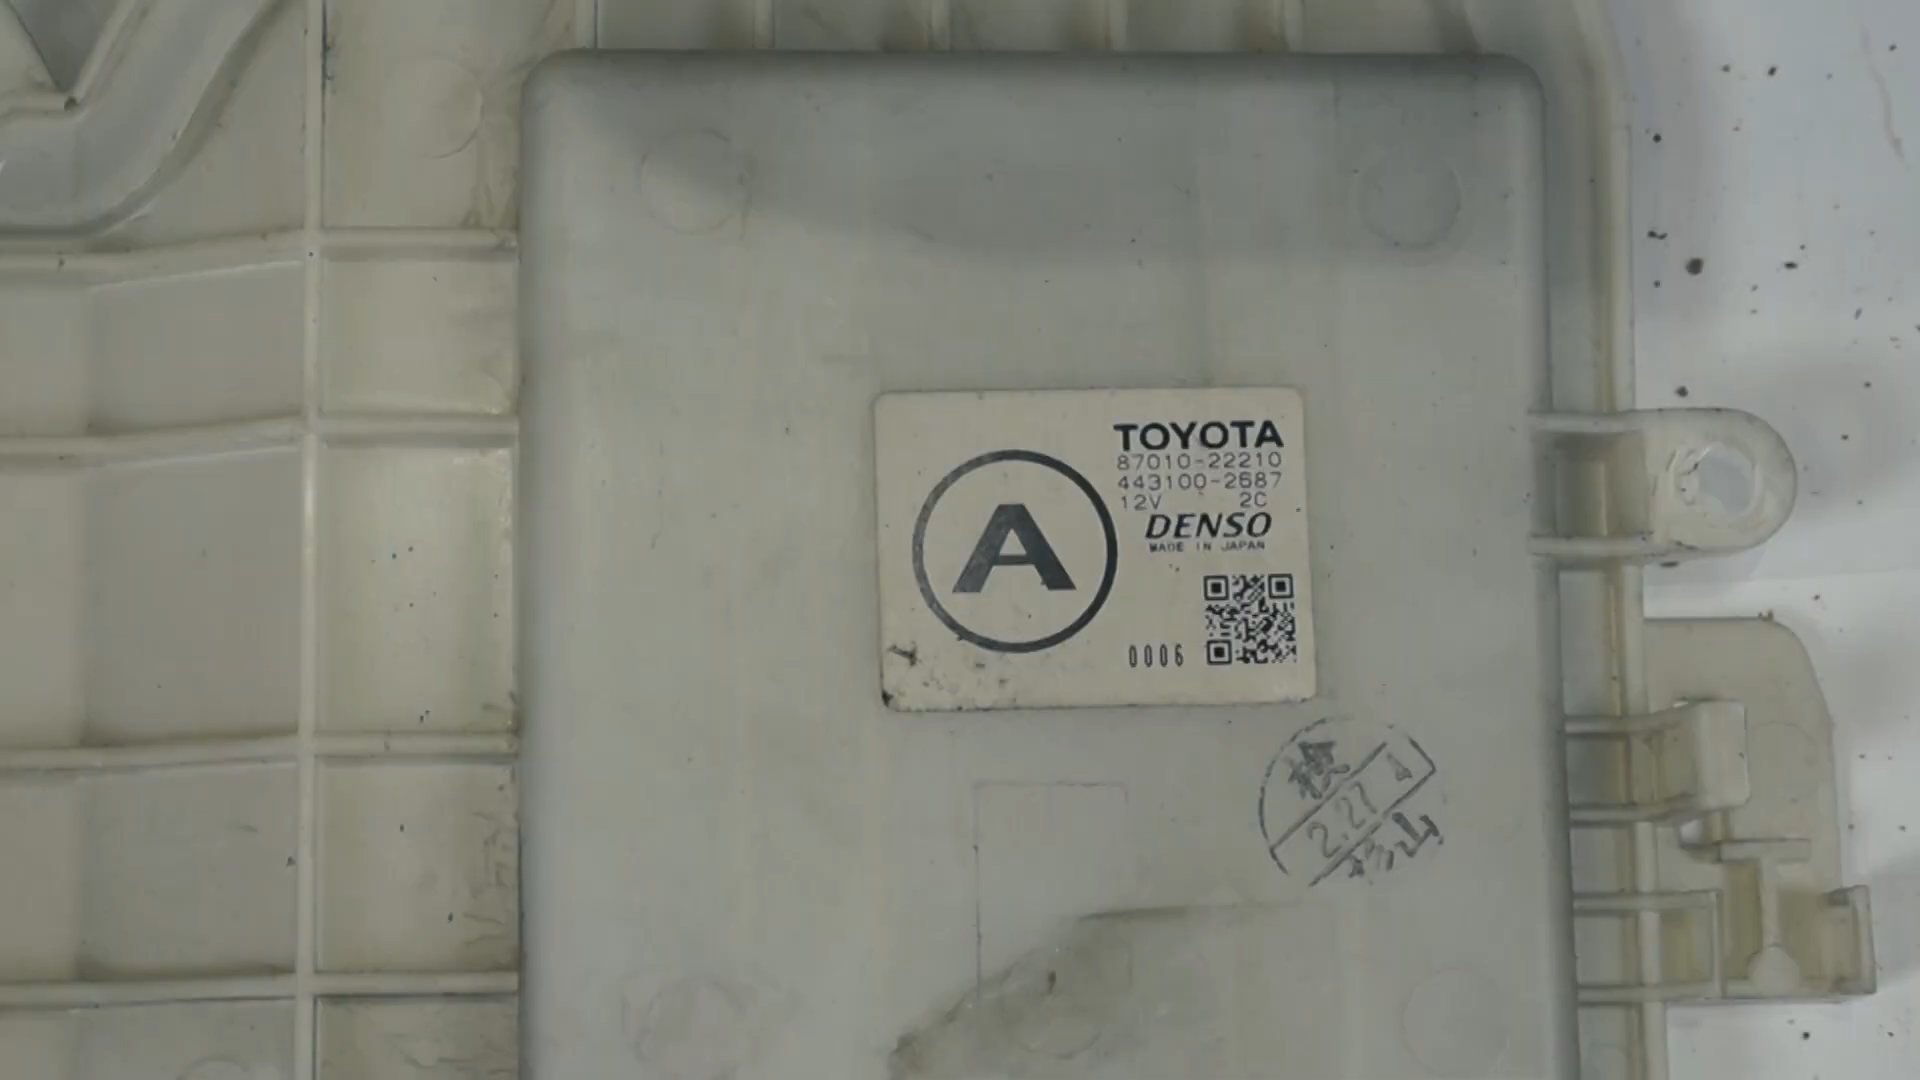 A
TOYOTA
87010-22210
443100-2687
12V 2C
DENSO
MADE IN JAPAN
0006
検
2.27